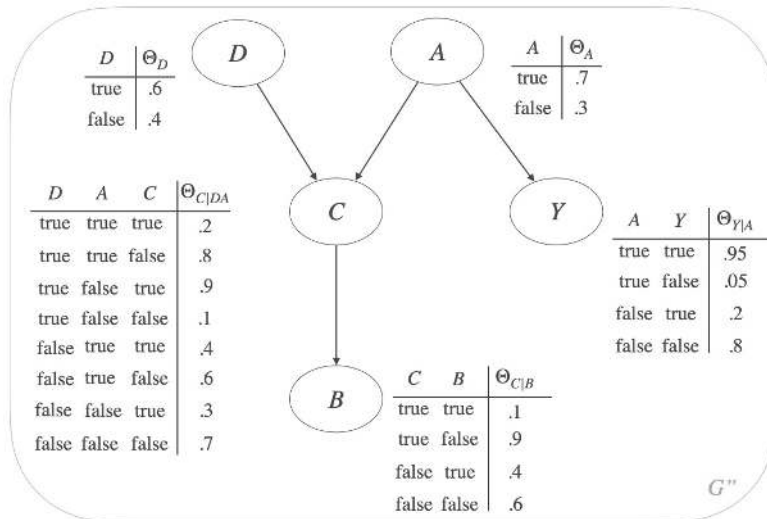 D Θ_D
true .6
false .4
D
A
A Θ_A
true .7
false .3
D A C Θ_{C|DA}
true true true .2
true true false .8
true false true .9
true false false .1
false true true .4
false true false .6
false false true .3
false false false .7
C
Y
A Y Θ_{Y|A}
true true .95
true false .05
false true .2
false false .8
B
C B Θ_{C|B}
true true .1
true false .9
false true .4
false false .6
G"